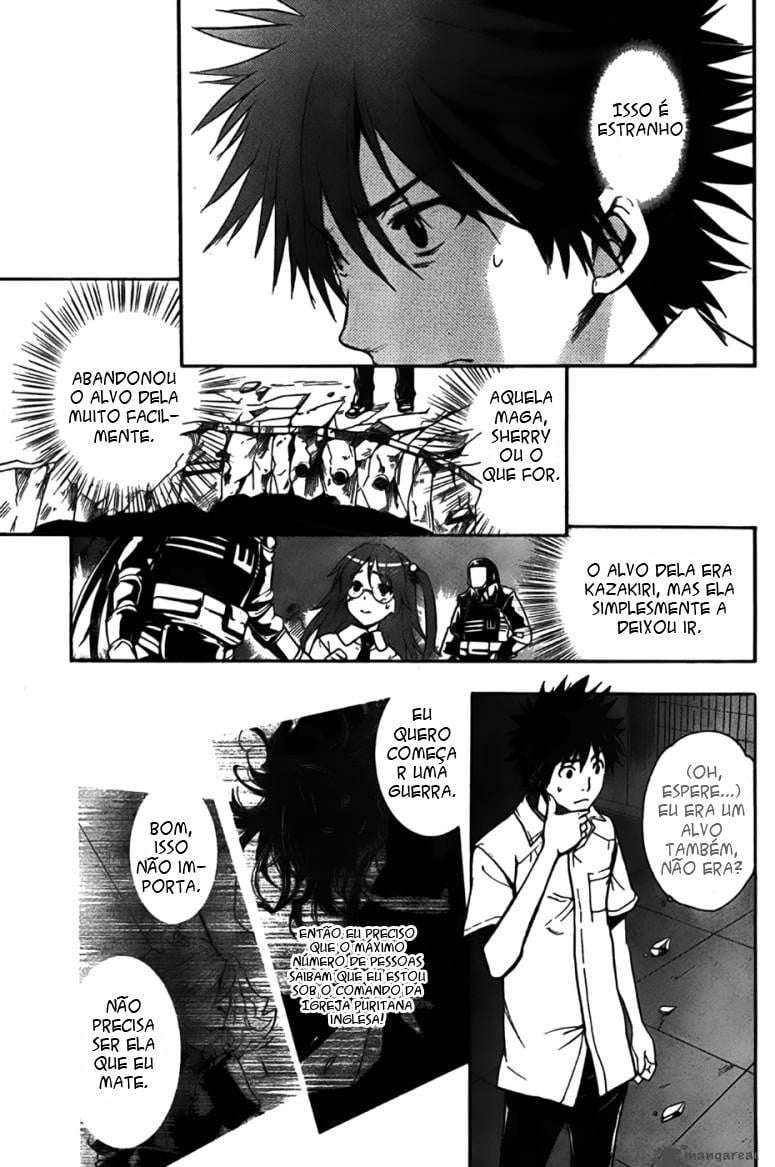 ISSO É
ESTRANHO
AQUELA
MAGA,
SHERRY
OU O
QUE FOR.
ABANDONOU
O ALVO DELA
MUITO FACIL-
MENTE.
O ALVO DELA ERA
KAZAKIRI, MAS ELA
SIMPLESMENTE A
DEIXOU IR.
(OH,
ESPERE...)
EU ERA UM
ALVO
TAMBÉM,
NÃO ERA?
EU
QUERO
COMEÇA
R UMA
GUERRA.
ENTÃO EU PRECISO
QUE O MÁXIMO
NÚMERO DE PESSOAS
SAIBAM QUE EU ESTOU
SOB O COMANDO DA
IGREJA PURITANA
INGLESA!
BOM,
ISSO
NÃO IM-
PORTA.
NÃO
PRECISA
SER ELA
QUE EU
MATE.
mangareader